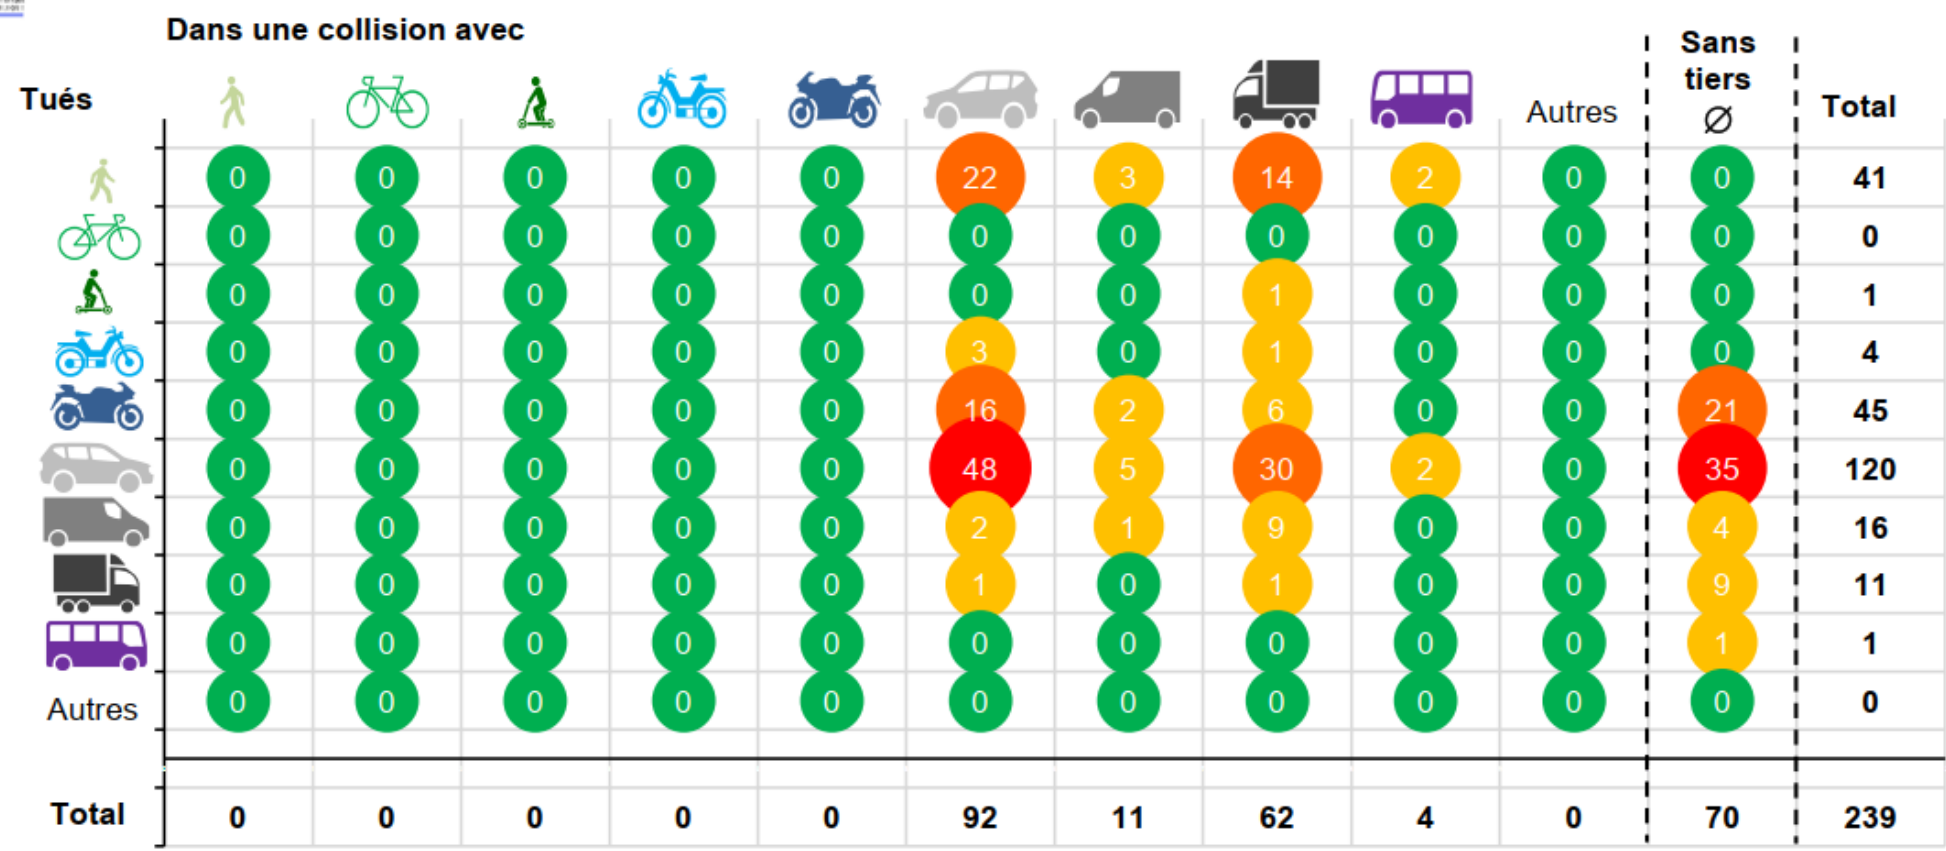 Dans une collision avec
Tués
Autres
Sans
tiers
Ø
Total
0 0 0 0 0 22 3 14 2 0 0 41
0 0 0 0 0 0 0 0 0 0 0 0
0 0 0 0 0 0 0 1 0 0 0 1
0 0 0 0 0 3 0 1 0 0 0 4
0 0 0 0 0 16 2 6 0 0 21 45
0 0 0 0 0 48 5 30 2 0 35 120
0 0 0 0 0 2 1 9 0 0 4 16
0 0 0 0 0 1 0 1 0 0 9 11
0 0 0 0 0 0 0 0 0 0 1 1
Autres 0 0 0 0 0 0 0 0 0 0 0 0
Total 0 0 0 0 0 92 11 62 4 0 70 239